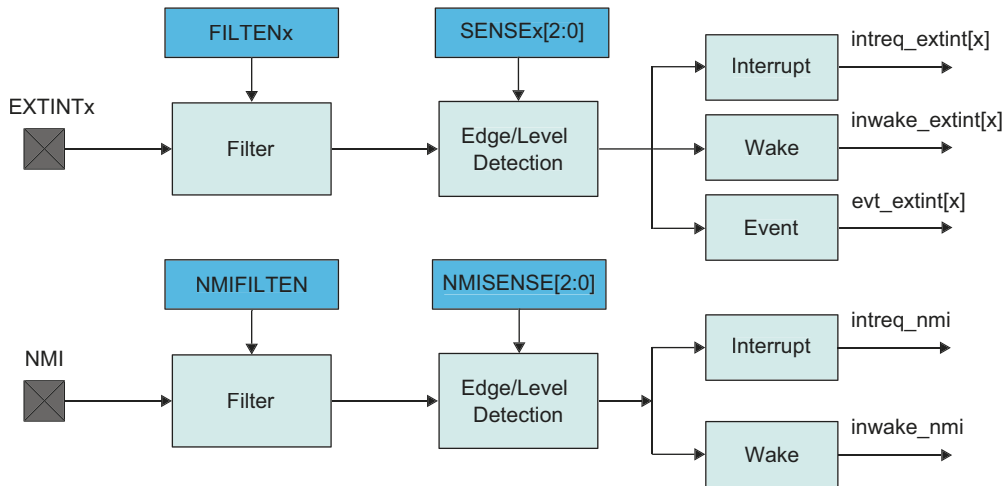 FILTENx
SENSEx[2:0]
intreq_extint[x]
EXTINTx
Interrupt
Filter
Edge/Level
Detection
inwake_extint[x]
Wake
evt_extint[x]
Event
NMIFILTEN
NMISENSE[2:0]
intreq_nmi
NMI
Interrupt
Filter
Edge/Level
Detection
inwake_nmi
Wake